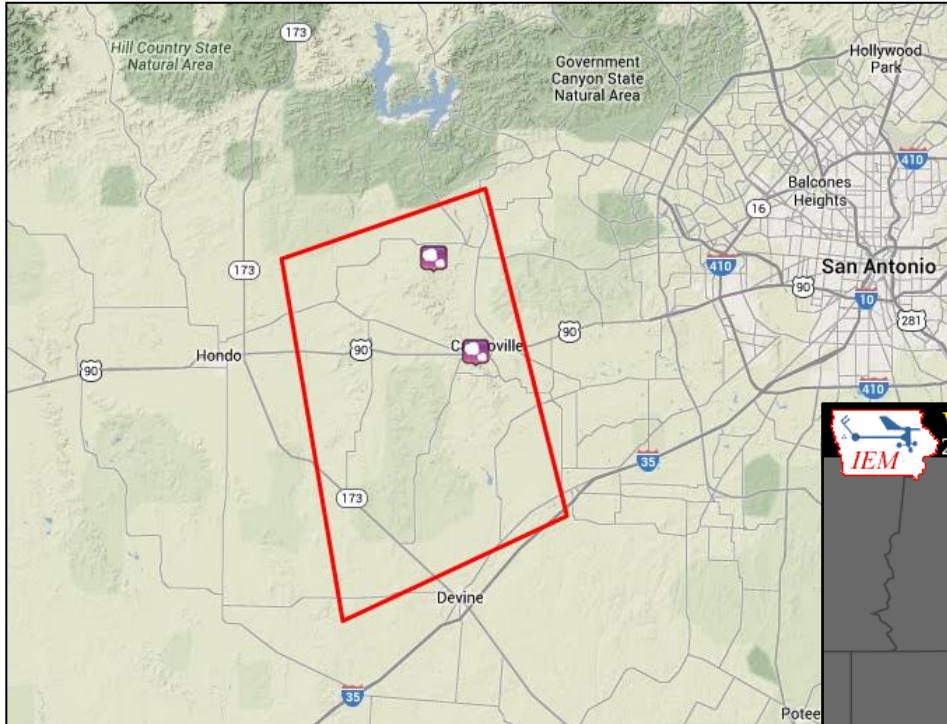 173
Hill Country State
Natural Area
Government
Canyon State
Natural Area
Hollywood
Park
410
Balcones
Heights
16
173
410
San Antonio
90
10
90
281
Hondo
90
90
410
IEM
2
35
173
Devine
35
Potee